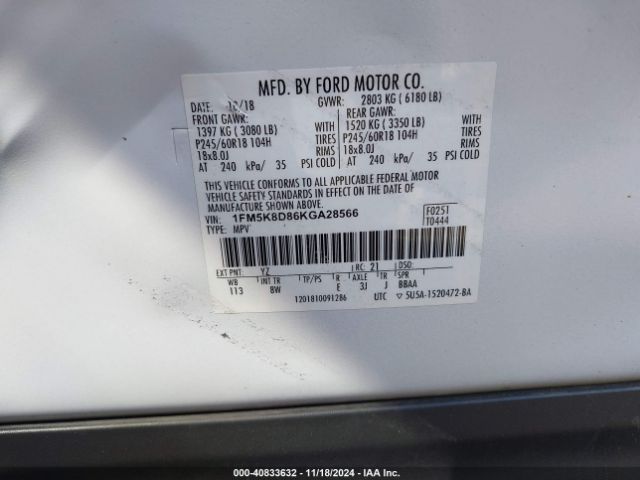 MFD. BY FORD MOTOR CO.
DATE: 10/18 GVWR: 2803 KG ( 6180 LB)
FRONT GAWR: REAR GAWR:
1397 KG ( 3080 LB) WITH 1520 KG ( 3350 LB) WITH
P245/60R18 104H TIRES P245/60R18 104H TIRES
18x8.0J RIMS 18x8.0J RIMS
AT 240 kPa/ 35 PSI COLD AT 240 kPa/ 35 PSI COLD
THIS VEHICLE CONFORMS TO ALL APPLICABLE FEDERAL MOTOR
VEHICLE SAFETY STANDARDS IN EFFECT ON THE DATE OF
MANUFACTURE SHOWN ABOVE.
VIN: 1FM5K8D86KGA28566 F0251
TYPE: MPV T0444
EXT PNT: YZ RC: 21 DSO:
WB INT TR TP/PS R AXLE TR SPR
113 8W E 3J J BBAA
1201810091286 UTC 5U5A-1520472-BA
STOCK: ~40833632 | 11/18/2024 | IAA Inc.